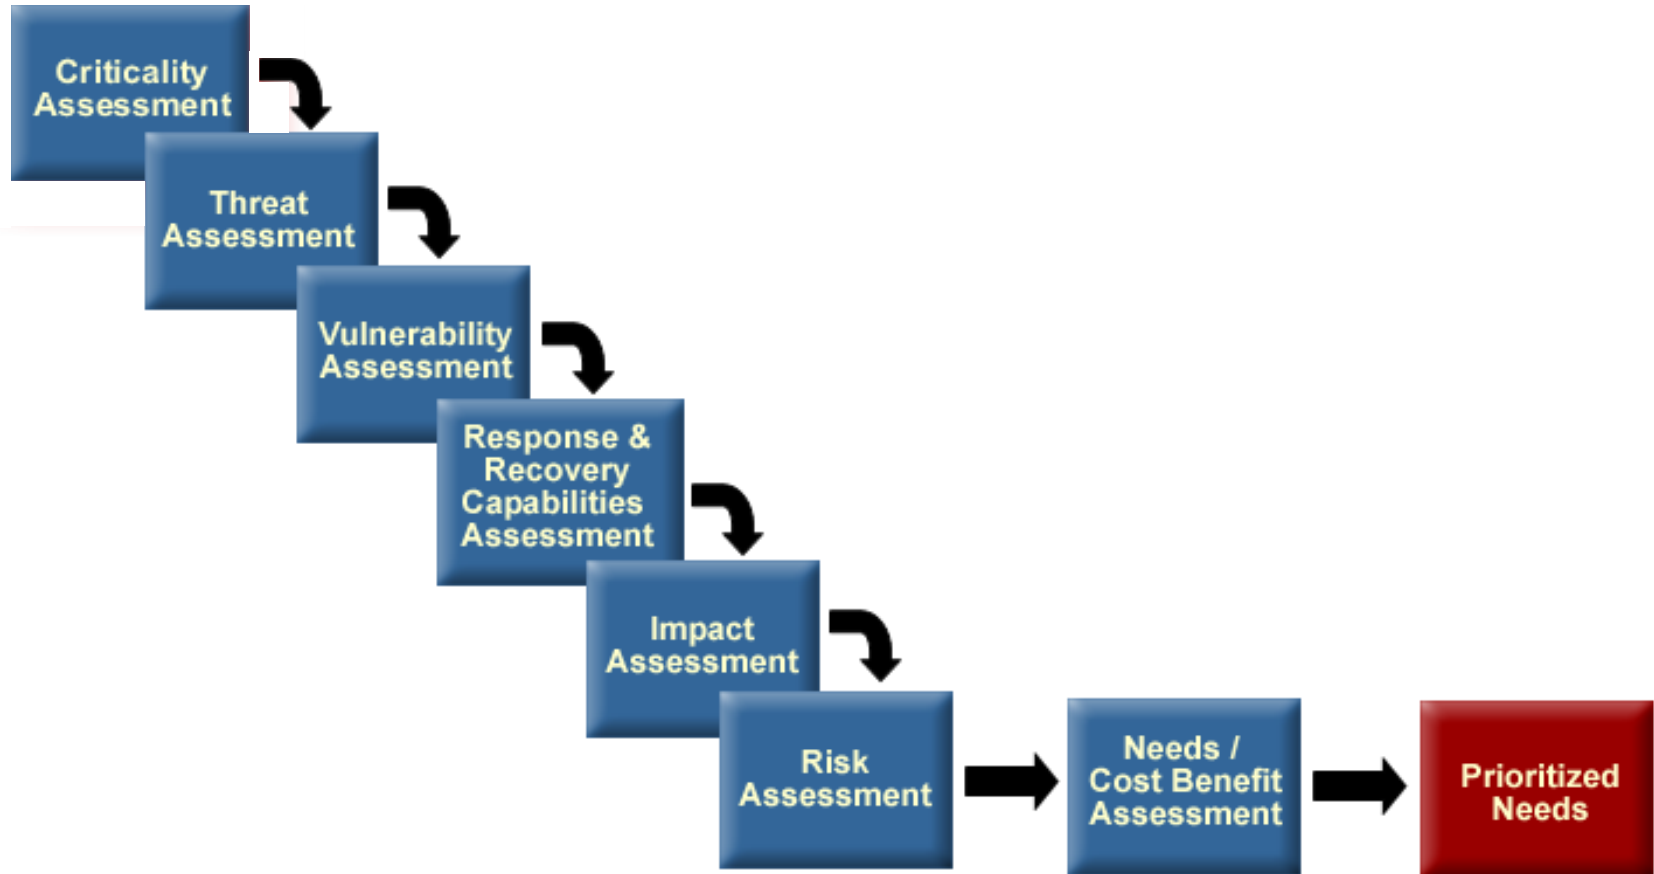 Criticality
Assessment
Threat
Assessment
Vulnerability
Assessment
Response &
Recovery
Capabilities
Assessment
Impact
Assessment
Risk
Assessment
Needs /
Cost Benefit
Assessment
Prioritized
Needs